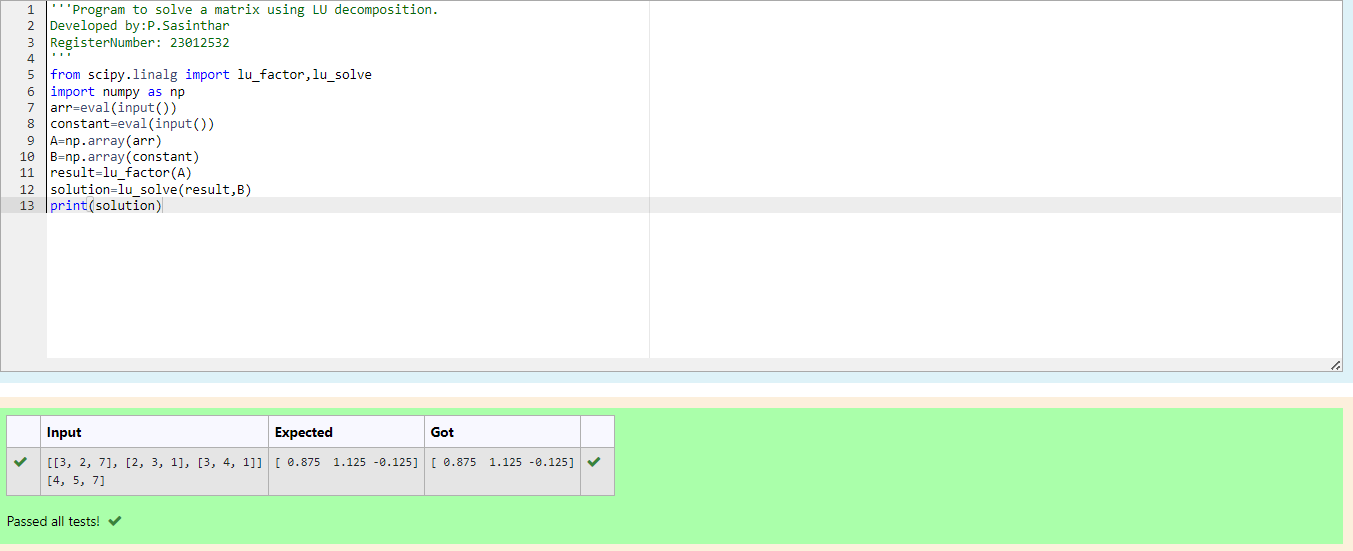 1 '''Program to solve a matrix using LU decomposition.
2 Developed by:P.Sasinthar
3 RegisterNumber: 23012532
4 '''
5 from scipy.linalg import lu_factor,lu_solve
6 import numpy as np
7 arr=eval(input())
8 constant=eval(input())
9 A=np.array(arr)
10 B=np.array(constant)
11 result=lu_factor(A)
12 solution=lu_solve(result,B)
13 print(solution)
Input Expected Got
[[3, 2, 7], [2, 3, 1], [3, 4, 1]] [ 0.875  1.125 -0.125] [ 0.875  1.125 -0.125]
[4, 5, 7]
Passed all tests!